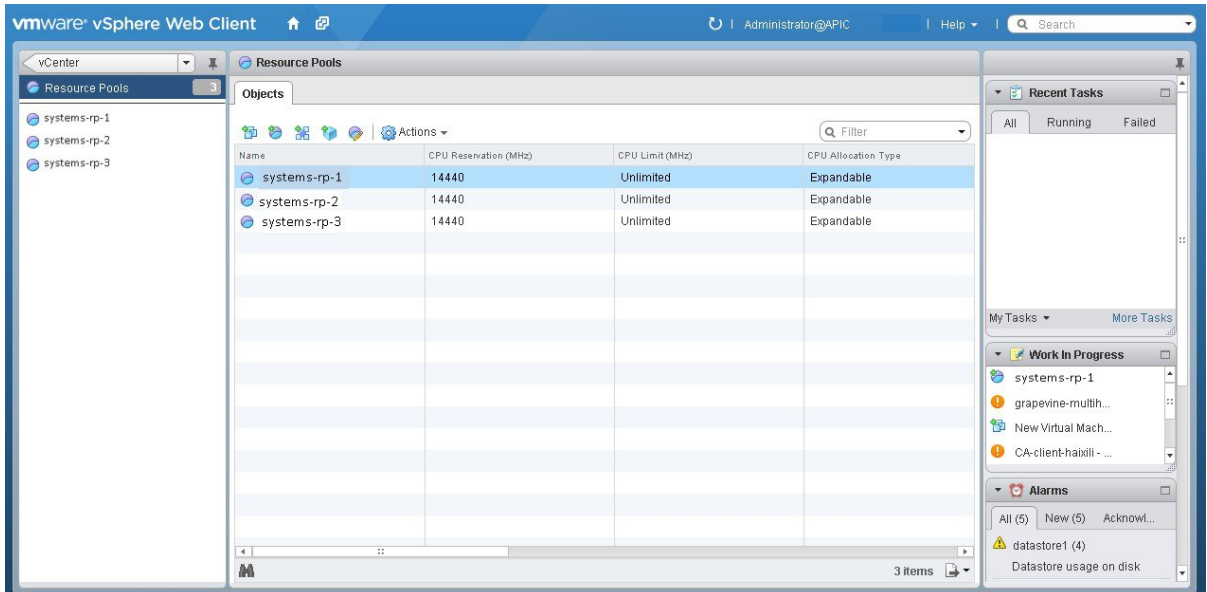 vmware® vSphere Web Client
Administrator@APIC
Help
Search
vCenter
Resource Pools 3
systems-rp-1
systems-rp-2
systems-rp-3
Resource Pools
Objects
Actions
Filter
Name CPU Reservation (MHz) CPU Limit (MHz) CPU Allocation Type
systems-rp-1 14440 Unlimited Expandable
systems-rp-2 14440 Unlimited Expandable
systems-rp-3 14440 Unlimited Expandable
3 items
Recent Tasks
All Running Failed
My Tasks More Tasks
Work In Progress
systems-rp-1
grapevine-multih...
New Virtual Mach...
CA-client-haixili - ...
Alarms
All (5) New (5) Acknowl...
datastore1 (4)
Datastore usage on disk